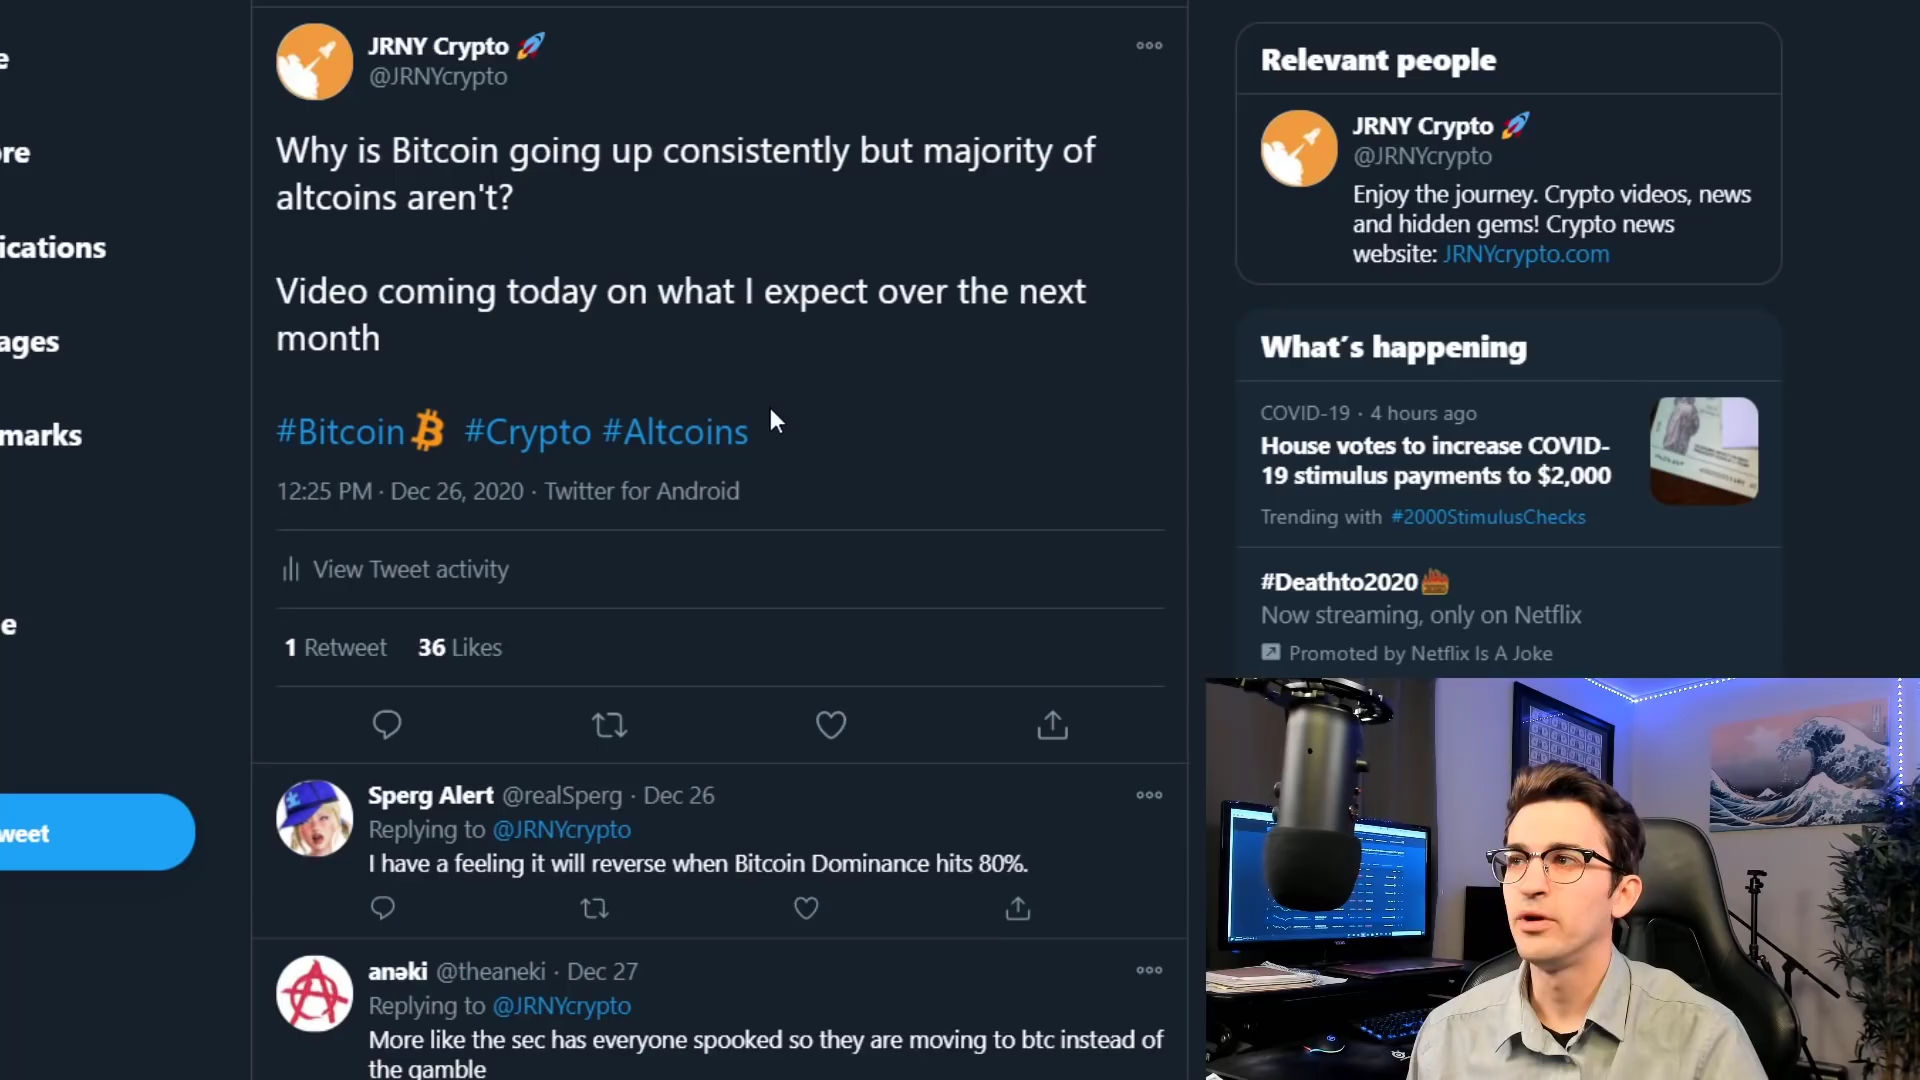 e
ore
ications
ages
marks
e
weet
JRNY Crypto
@JRNYcrypto
Why is Bitcoin going up consistently but majority of
altcoins aren't?
Video coming today on what I expect over the next
month
#Bitcoin #Crypto #Altcoins
12:25 PM · Dec 26, 2020 · Twitter for Android
View Tweet activity
1 Retweet 36 Likes
Sperg Alert @realSperg · Dec 26
Replying to @JRNYcrypto
I have a feeling it will reverse when Bitcoin Dominance hits 80%.
anəki @theaneki · Dec 27
Replying to @JRNYcrypto
More like the sec has everyone spooked so they are moving to btc instead of
the gamble
Relevant people
JRNY Crypto
@JRNYcrypto
Enjoy the journey. Crypto videos, news
and hidden gems! Crypto news
website: JRNYcrypto.com
What's happening
COVID-19 · 4 hours ago
House votes to increase COVID-
19 stimulus payments to $2,000
Trending with #2000StimulusChecks
#Deathto2020
Now streaming, only on Netflix
Promoted by Netflix Is A Joke